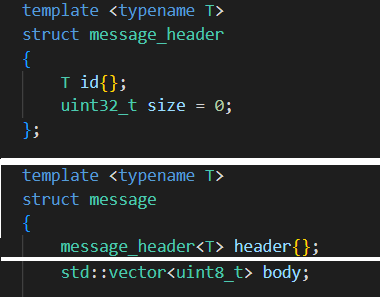 template <typename T>
struct message_header
{
    T id{};
    uint32_t size = 0;
};
template <typename T>
struct message
{
    message_header<T> header{};
    std::vector<uint8_t> body;